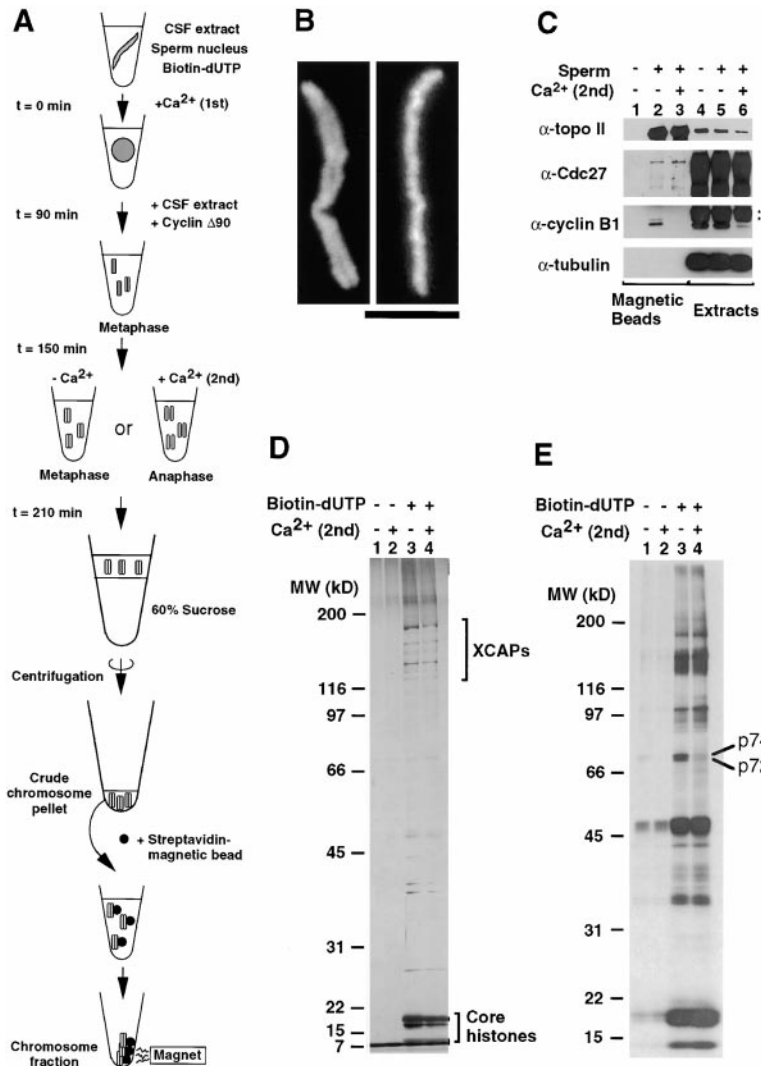 A
CSF extract
Sperm nucleus
Biotin-dUTP
t = 0 min
+Ca2+ (1st)
t = 90 min
+ CSF extract
+ Cyclin Δ90
Metaphase
t = 150 min
- Ca2+
+ Ca2+ (2nd)
or
Metaphase
Anaphase
t = 210 min
60% Sucrose
Centrifugation
Crude
chromosome
pellet
+ Streptavidin-
magnetic bead
Chromosome
fraction
Magnet
B
C
Sperm - + + - + +
Ca2+ (2nd) - - + - - +
1 2 3 4 5 6
α-topo II
α-Cdc27
α-cyclin B1
:
α-tubulin
Magnetic
Beads
Extracts
D
Biotin-dUTP - - + +
Ca2+ (2nd) - + - +
1 2 3 4
MW (kD)
200
116
97
66
45
31
22
15
7
XCAPs
Core
histones
E
Biotin-dUTP - - + +
Ca2+ (2nd) - + - +
1 2 3 4
MW (kD)
200
116
97
66
45
31
22
15